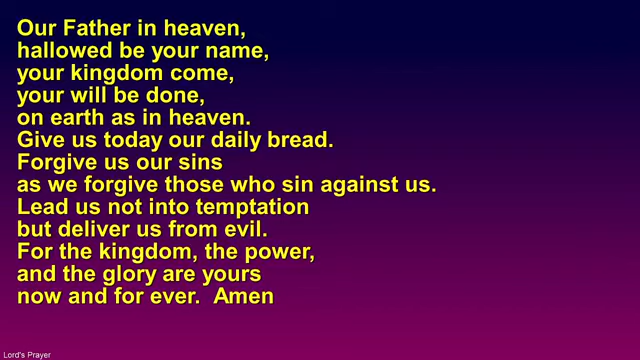 Our Father in heaven,
hallowed be your name,
your kingdom come,
your will be done,
on earth as in heaven.
Give us today our daily bread.
Forgive us our sins
as we forgive those who sin against us.
Lead us not into temptation
but deliver us from evil.
For the kingdom, the power,
and the glory are yours
now and for ever.  Amen
Lord's Prayer